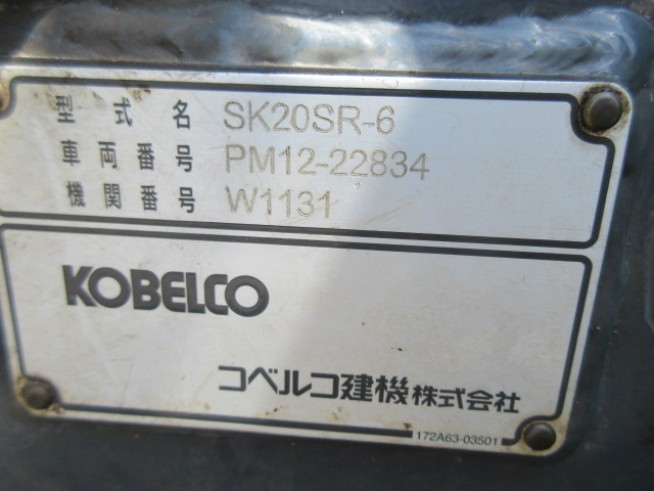 型式名 SK20SR-6
車両番号 PM12-22834
機関番号 W1131
KOBELCO
コベルコ建機株式会社
172A63-03501